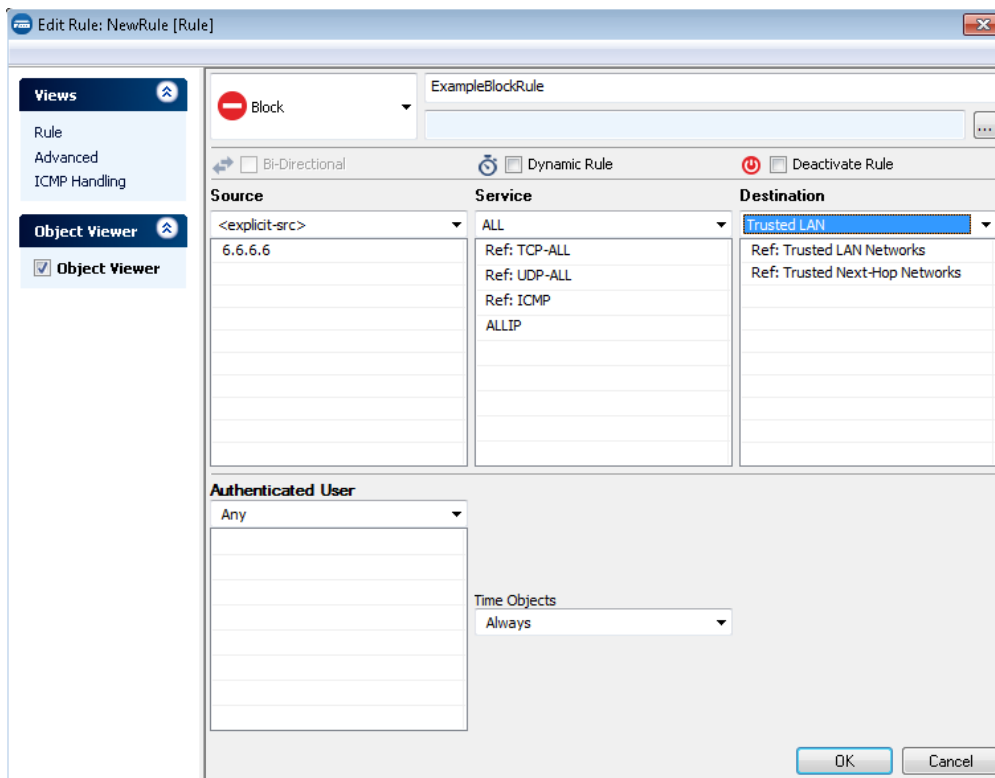 Edit Rule: NewRule [Rule]
Views
Rule
Advanced
ICMP Handling
Object Viewer
Object Viewer
Block
ExampleBlockRule
...
Bi-Directional
Dynamic Rule
Deactivate Rule
Source
Service
Destination
<explicit-src>
ALL
Trusted LAN
6.6.6.6
Ref: TCP-ALL
Ref: Trusted LAN Networks
Ref: UDP-ALL
Ref: Trusted Next-Hop Networks
Ref: ICMP
ALLIP
Authenticated User
Any
Time Objects
Always
OK
Cancel